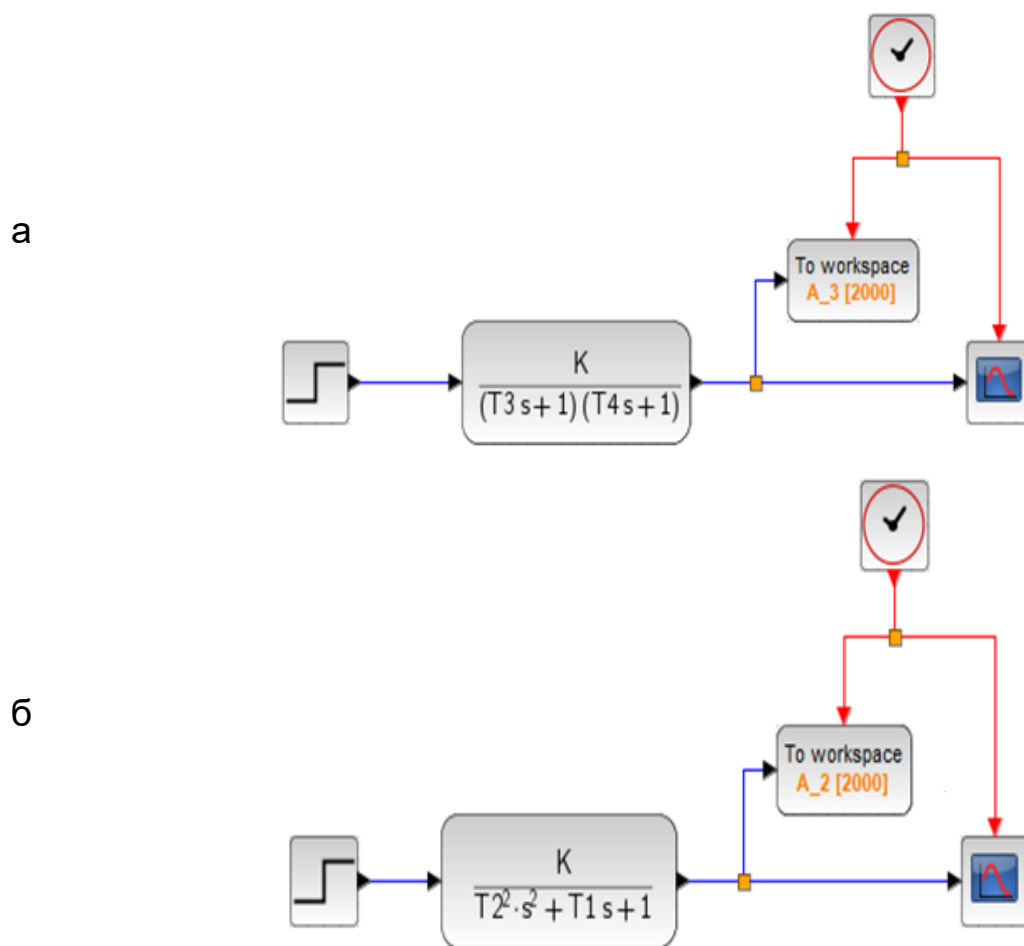 а
To workspace
A_3 [2000]
K
(T3 s+1) (T4 s+1)
б
To workspace
A_2 [2000]
K
T2²·s² + T1 s+1